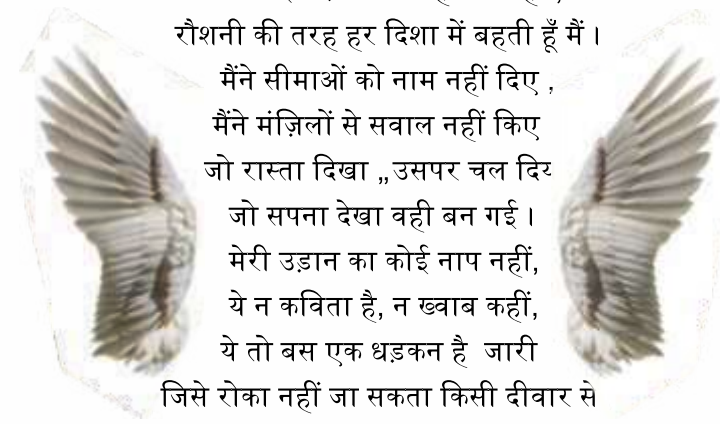 रौशनी की तरह हर दिशा में बहती हूँ मैं ।
मैंने सीमाओं को नाम नहीं दिए ,
मैंने मंज़िलों से सवाल नहीं किए
जो रास्ता दिखा ,,उसपर चल दिय
जो सपना देखा वही बन गई ।
मेरी उड़ान का कोई नाप नहीं,
ये न कविता है, न ख्वाब कहीं,
ये तो बस एक धड़कन है जारी
जिसे रोका नहीं जा सकता किसी दीवार से